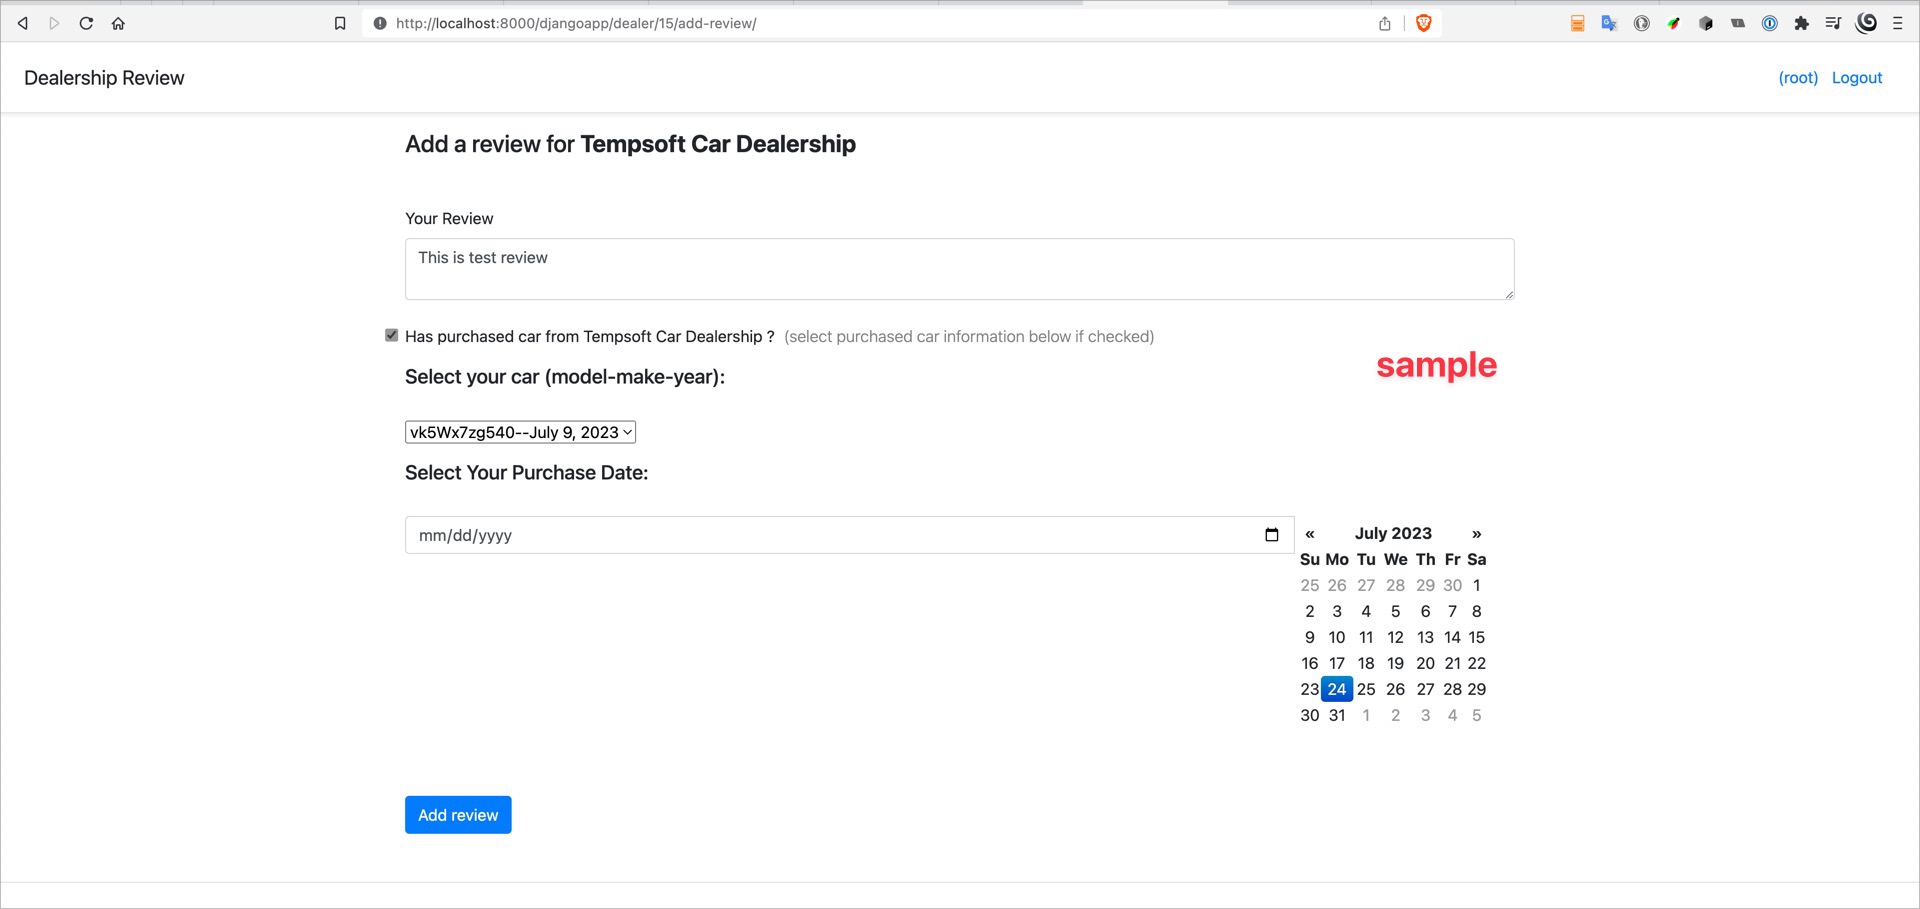 http://localhost:8000/djangoapp/dealer/15/add-review/
Dealership Review
(root) Logout
Add a review for Tempsoft Car Dealership
Your Review
This is test review
Has purchased car from Tempsoft Car Dealership ? (select purchased car information below if checked)
sample
Select your car (model-make-year):
vk5Wx7zg540--July 9, 2023
Select Your Purchase Date:
mm/dd/yyyy
« July 2023 »
Su Mo Tu We Th Fr Sa
25 26 27 28 29 30 1
2 3 4 5 6 7 8
9 10 11 12 13 14 15
16 17 18 19 20 21 22
23 24 25 26 27 28 29
30 31 1 2 3 4 5
Add review